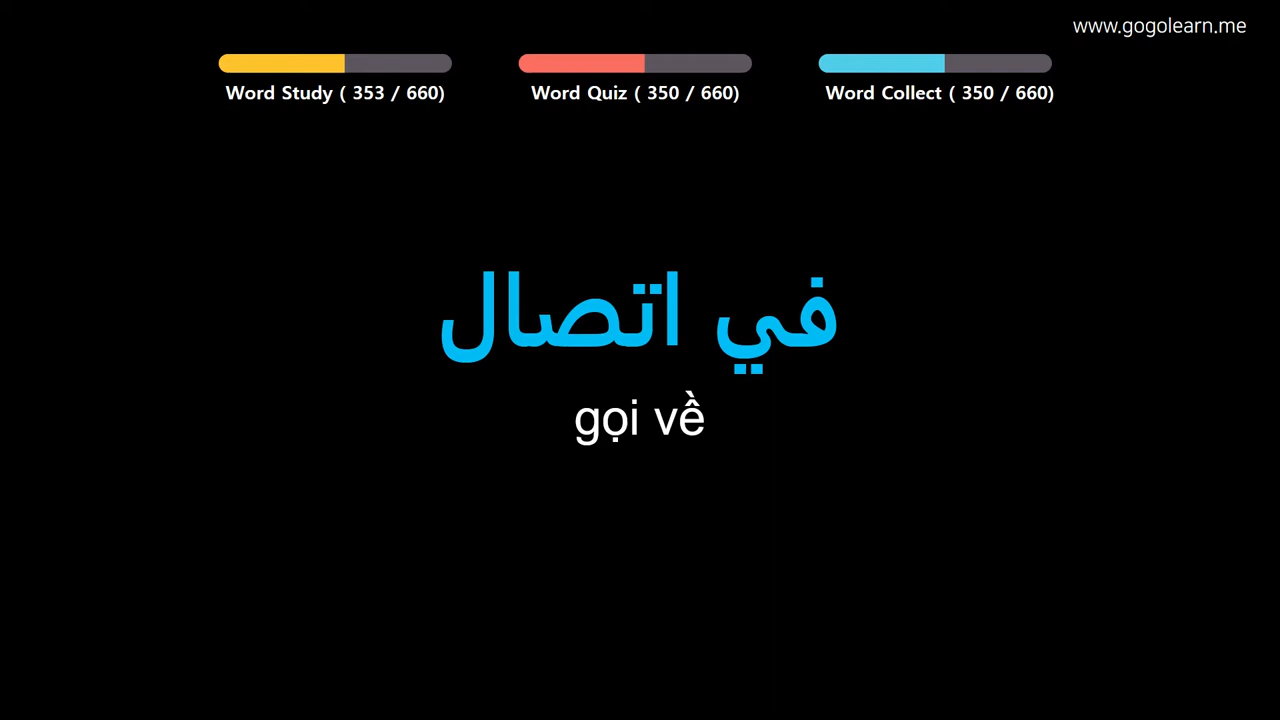 www.gogolearn.me
Word Study ( 353 / 660)
Word Quiz ( 350 / 660)
Word Collect ( 350 / 660)
في اتصال
gọi về